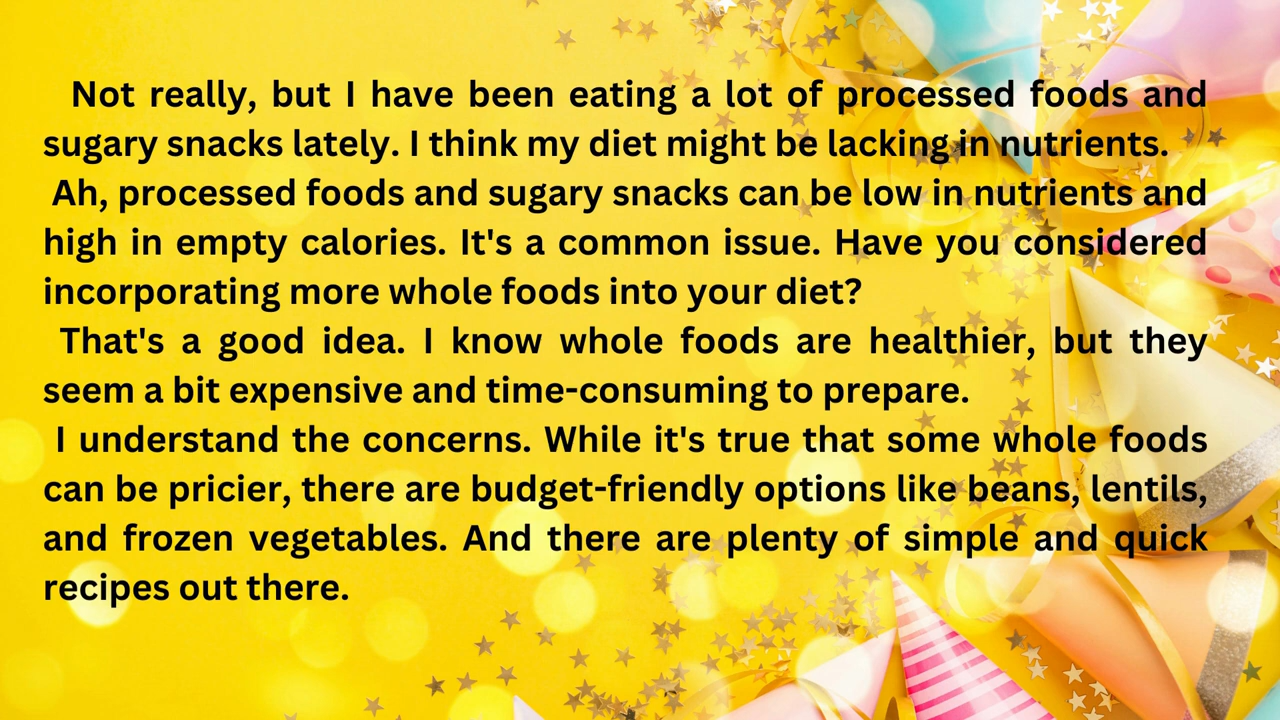 Not really, but I have been eating a lot of processed foods and
sugary snacks lately. I think my diet might be lacking in nutrients.
Ah, processed foods and sugary snacks can be low in nutrients and
high in empty calories. It's a common issue. Have you considered
incorporating more whole foods into your diet?
That's a good idea. I know whole foods are healthier, but they
seem a bit expensive and time-consuming to prepare.
I understand the concerns. While it's true that some whole foods
can be pricier, there are budget-friendly options like beans, lentils,
and frozen vegetables. And there are plenty of simple and quick
recipes out there.